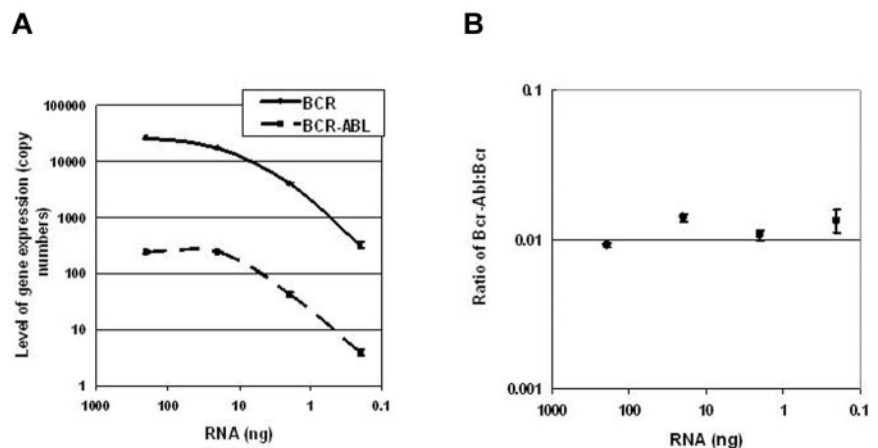 A
B
BCR
BCR-ABL
Level of gene expression (copy
numbers)
100000
10000
1000
100
10
1
1000
100
10
1
0.1
RNA (ng)
Ratio of Bcr-Abl:Bcr
0.1
0.01
0.001
1000
100
10
1
0.1
RNA (ng)